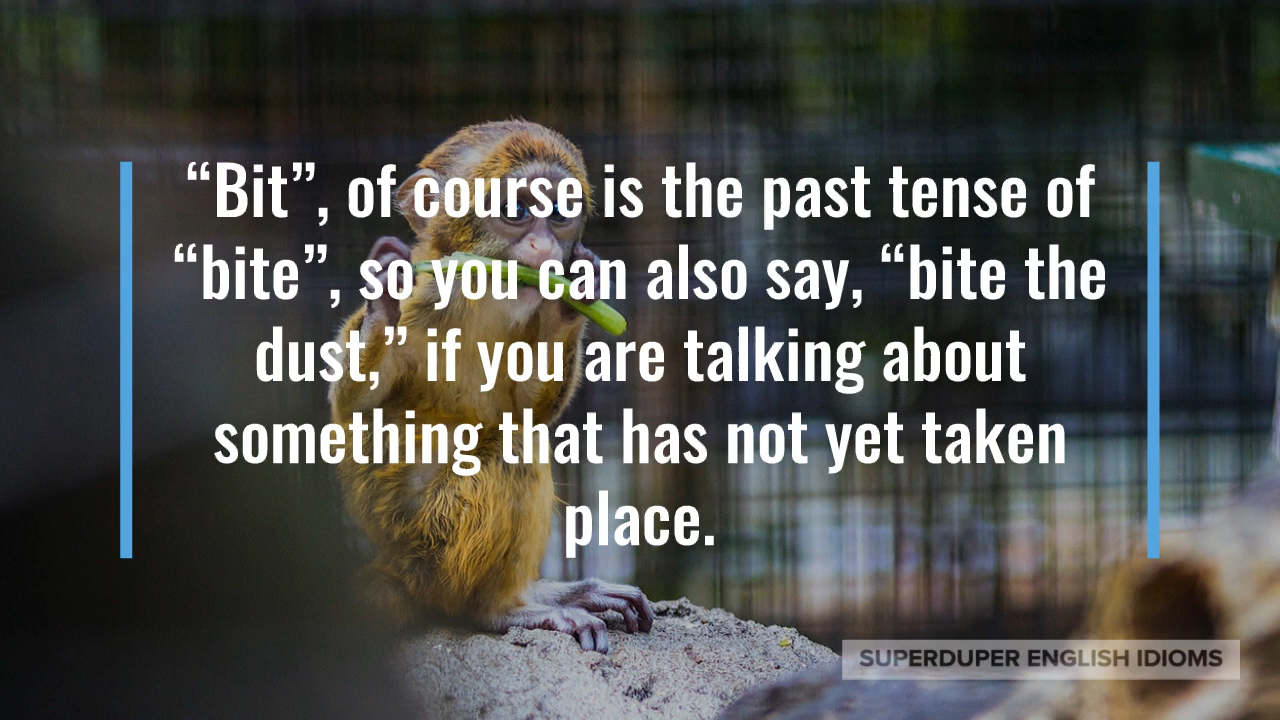 “Bit”, of course is the past tense of
“bite”, so you can also say, “bite the
dust,” if you are talking about
something that has not yet taken
place.
SUPERDUPER ENGLISH IDIOMS